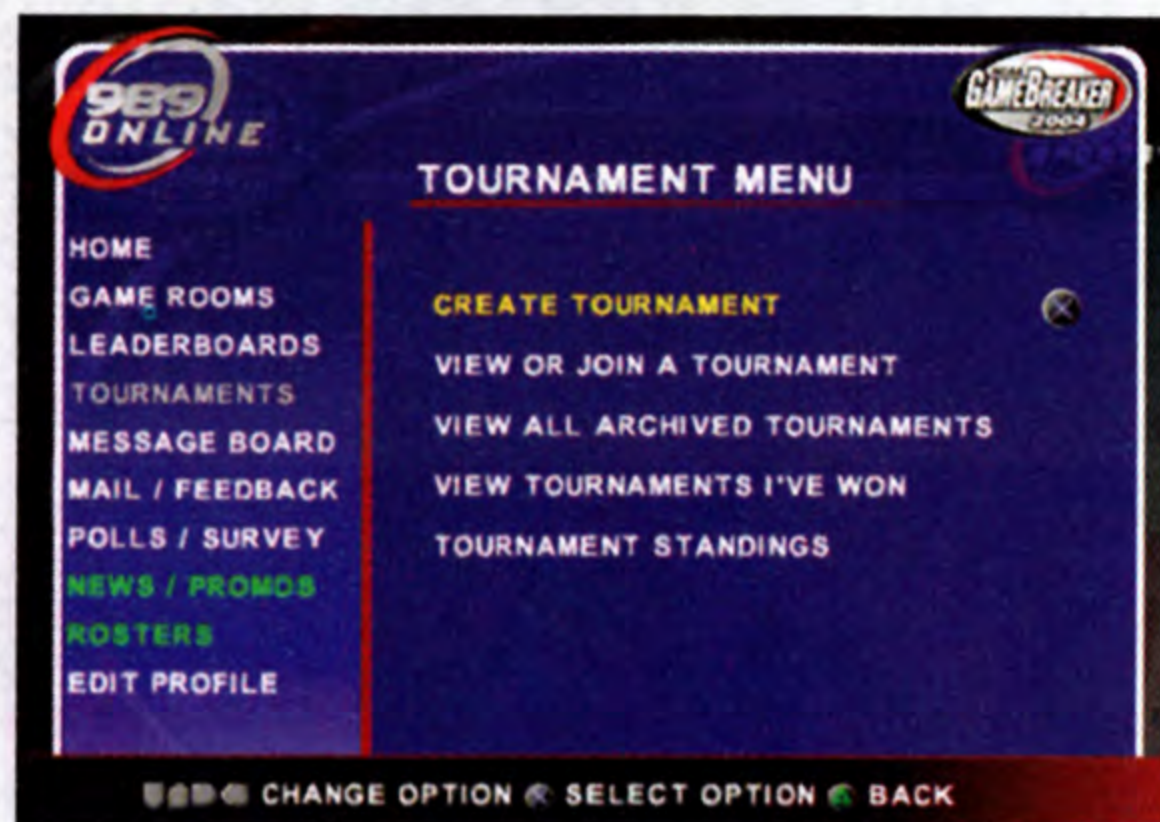 989
ONLINE
GAMEBREAKER
2004
TOURNAMENT MENU
HOME
GAME ROOMS
LEADERBOARDS
TOURNAMENTS
MESSAGE BOARD
MAIL / FEEDBACK
POLLS / SURVEY
NEWS / PROMOS
ROSTERS
EDIT PROFILE
CREATE TOURNAMENT
VIEW OR JOIN A TOURNAMENT
VIEW ALL ARCHIVED TOURNAMENTS
VIEW TOURNAMENTS I'VE WON
TOURNAMENT STANDINGS
CHANGE OPTION SELECT OPTION BACK